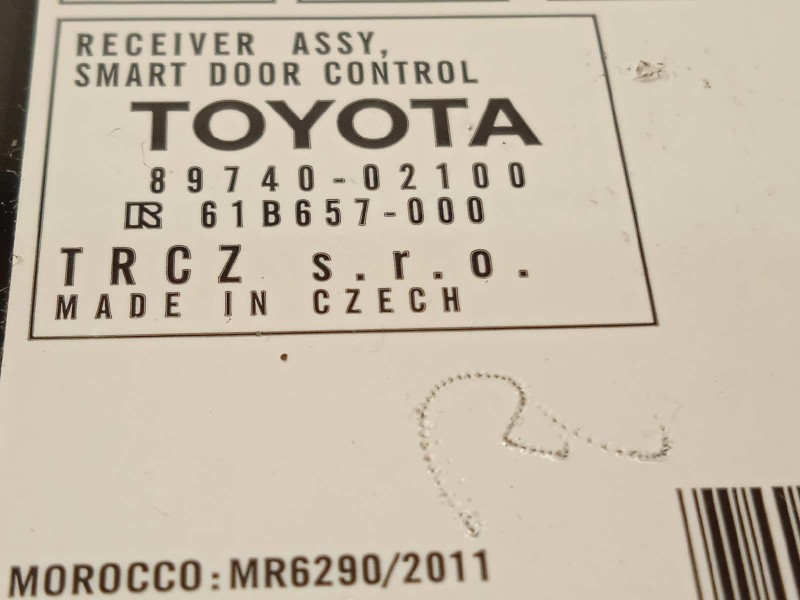 RECEIVER ASSY,
SMART DOOR CONTROL
TOYOTA
89740-02100
61B657-000
TRCZ s.r.o.
MADE IN CZECH
MOROCCO:MR6290/2011